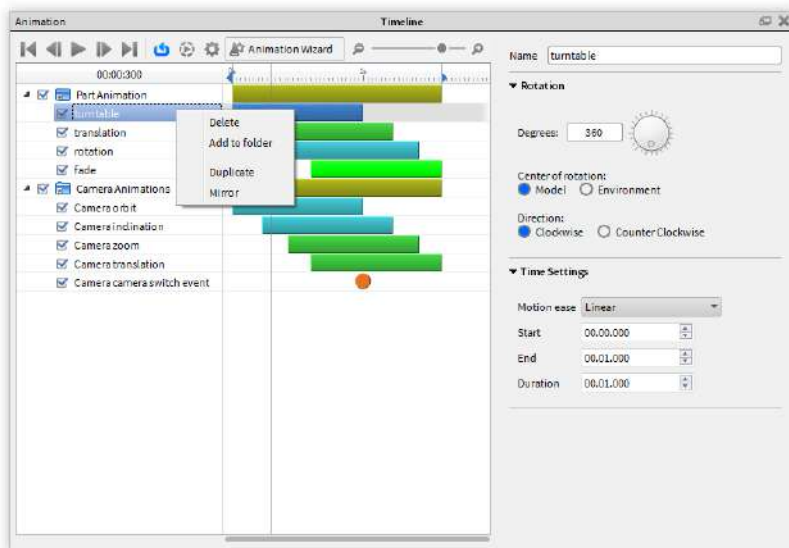 Animation
Timeline
Animation Wizard
00:00:300
Part Animation
turntable
translation
rotation
fade
Camera Animations
Camera orbit
Camera inclination
Camera zoom
Camera translation
Camera camera switch event
Delete
Add to folder
Duplicate
Mirror
Name turntable
Rotation
Degrees: 360
Center of rotation:
Model Environment
Direction:
Clockwise Counter Clockwise
Time Settings
Motion ease Linear
Start 00.00.000
End 00.01.000
Duration 00.01.000